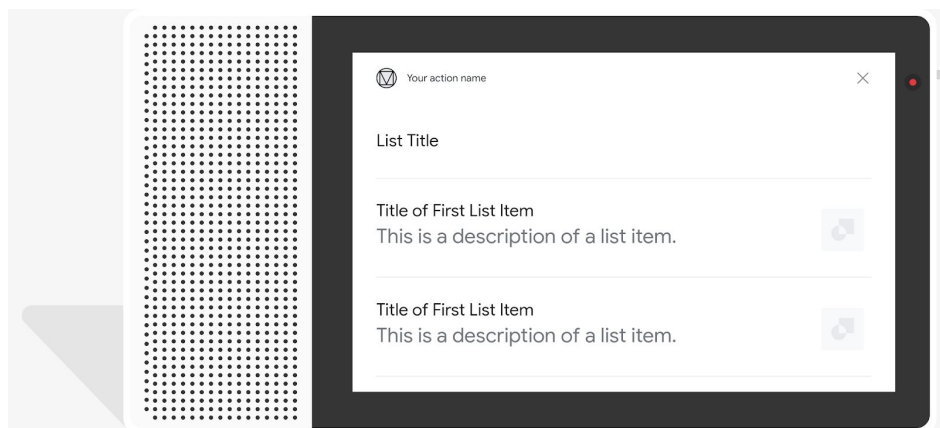 Your action name
List Title
Title of First List Item
This is a description of a list item.
Title of First List Item
This is a description of a list item.